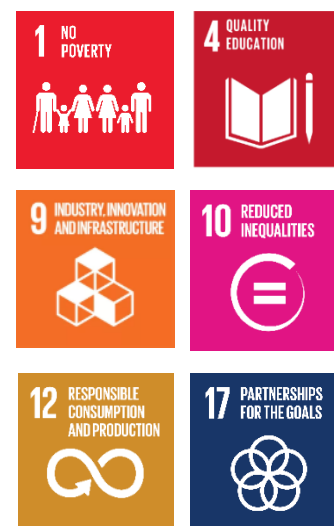 1 NO
POVERTY
4 QUALITY
EDUCATION
9 INDUSTRY, INNOVATION
AND INFRASTRUCTURE
10 REDUCED
INEQUALITIES
12 RESPONSIBLE
CONSUMPTION
AND PRODUCTION
17 PARTNERSHIPS
FOR THE GOALS